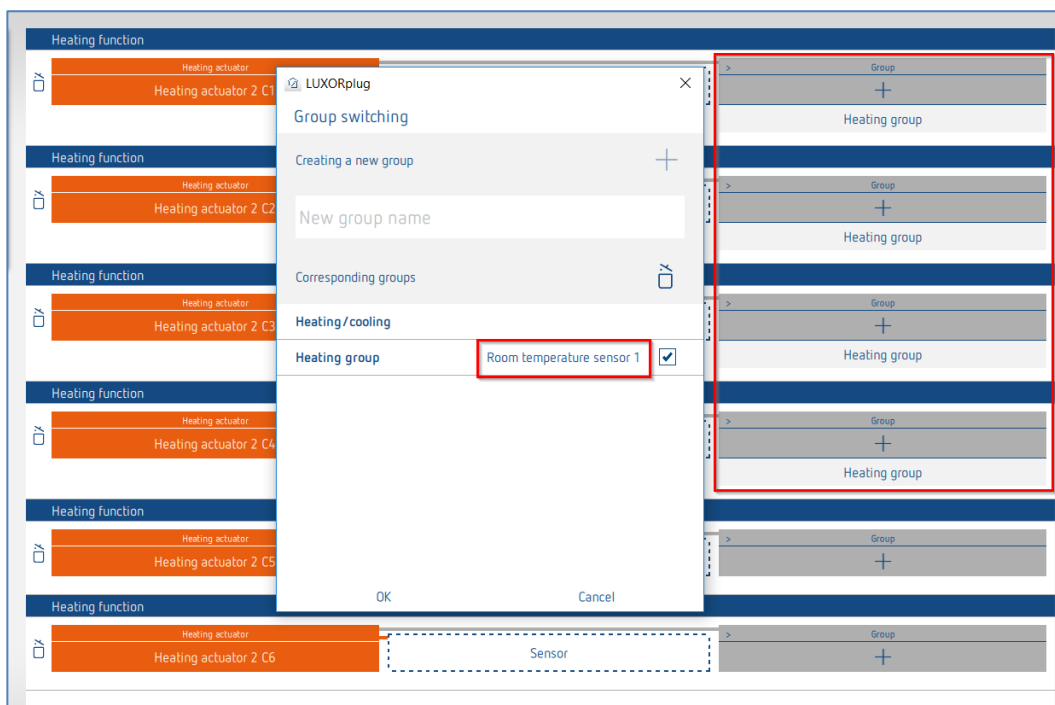 Heating function
Heating actuator
Heating actuator 2 C1
> Group
+
Heating group
Heating function
Heating actuator
Heating actuator 2 C2
> Group
+
Heating group
Heating function
Heating actuator
Heating actuator 2 C3
> Group
+
Heating group
Heating function
Heating actuator
Heating actuator 2 C4
> Group
+
Heating group
Heating function
Heating actuator
Heating actuator 2 C5
> Group
+
Heating function
Heating actuator
Heating actuator 2 C6
Sensor
> Group
+
LUXORplug
Group switching
Creating a new group
New group name
Corresponding groups
Heating/cooling
Heating group Room temperature sensor 1
OK Cancel